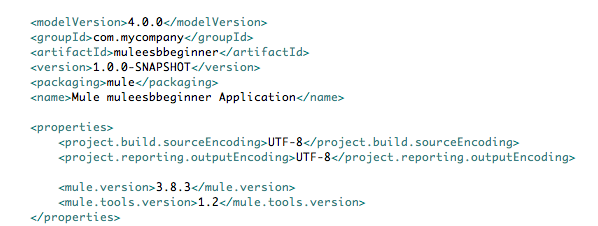 <modelVersion>4.0.0</modelVersion>
<groupId>com.mycompany</groupId>
<artifactId>muleesbbeginner</artifactId>
<version>1.0.0-SNAPSHOT</version>
<packaging>mule</packaging>
<name>Mule muleesbbeginner Application</name>

<properties>
    <project.build.sourceEncoding>UTF-8</project.build.sourceEncoding>
    <project.reporting.outputEncoding>UTF-8</project.reporting.outputEncoding>

    <mule.version>3.8.3</mule.version>
    <mule.tools.version>1.2</mule.tools.version>
</properties>